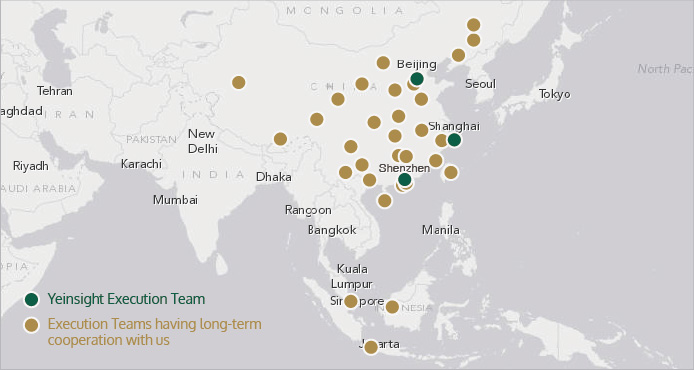 MONGOLIA
Beijing
North Pac
Tehran
CHINA
Seoul
Tokyo
aghdad
IRAN
Shanghai
PAKISTAN
New
Delhi
Karachi
Riyadh
Shenzhen
Dhaka
INDIA
SAUDI ARABIA
Mumbai
Rangoon
Bangkok
Manila
OPIA
Kuala
Lumpur
Yeinsight Execution Team
Singapore
INDONESIA
Execution Teams having long-term
cooperation with us
Jakarta